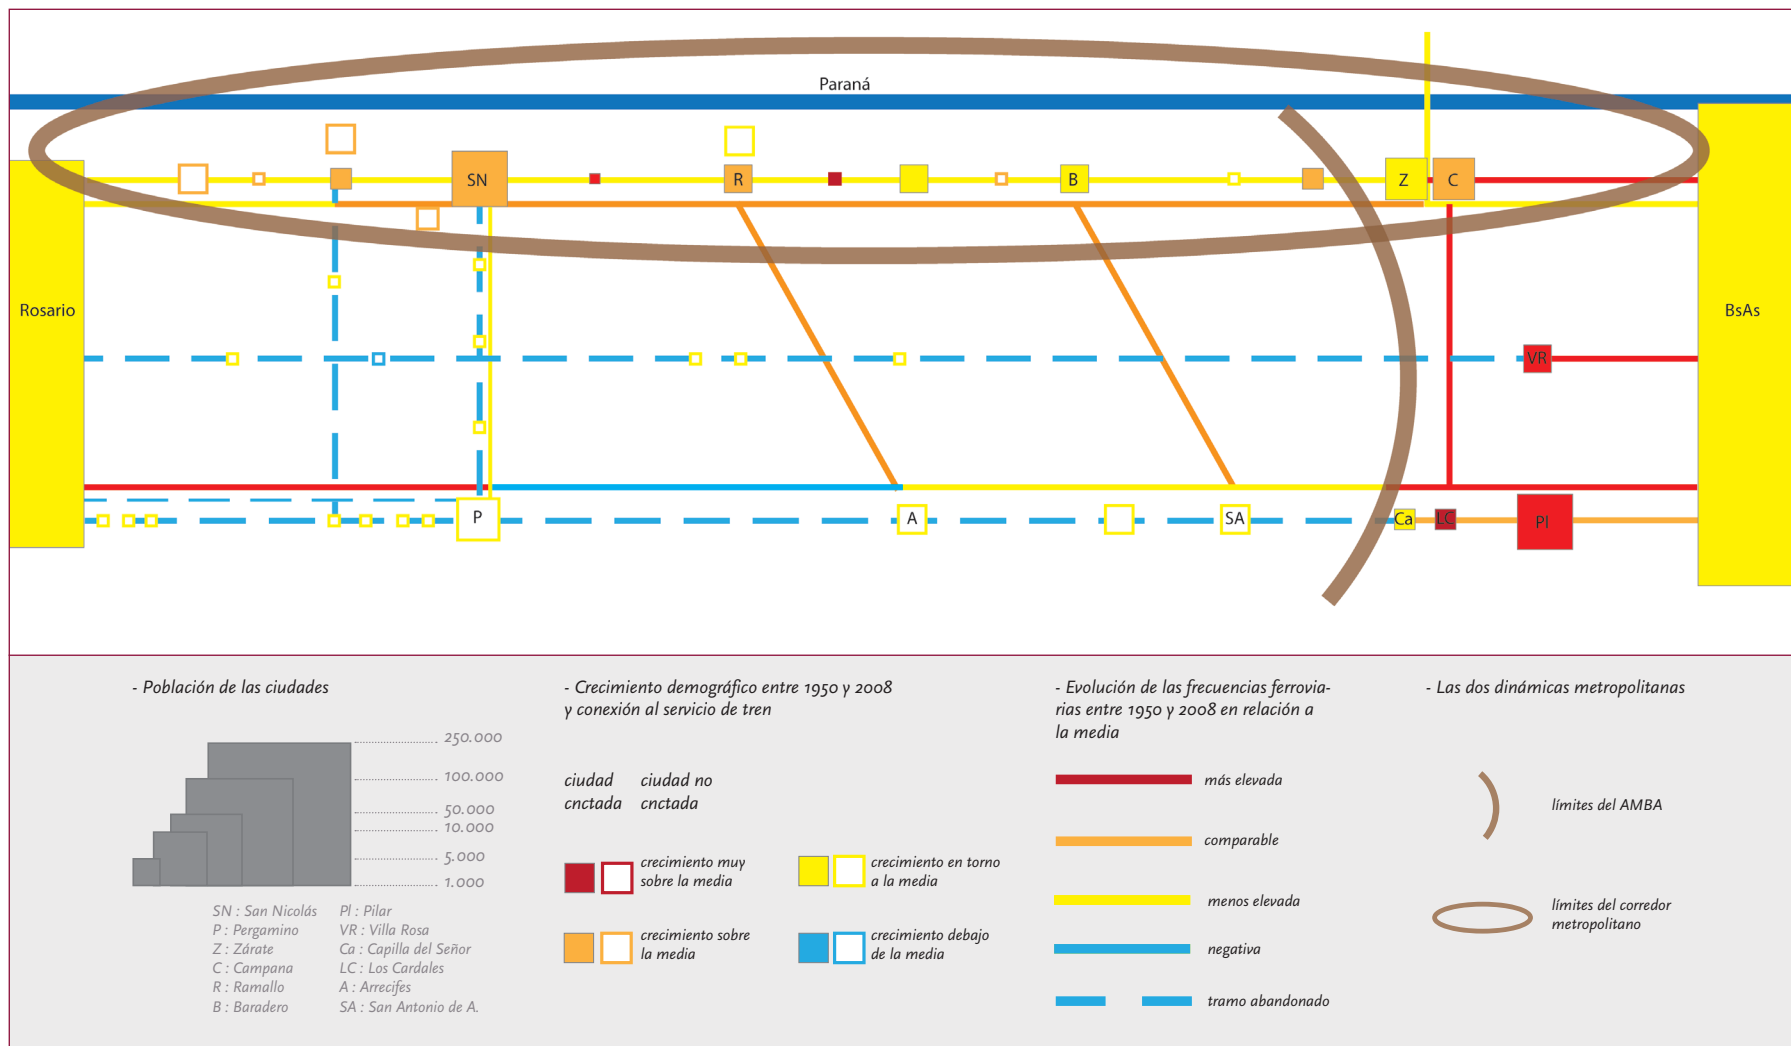 Paraná
SN
R
B
Z
C
Rosario
BsAs
VR
P
A
SA
Ca
LC
Pl
- Población de las ciudades
250.000
100.000
50.000
10.000
5.000
1.000
SN : San Nicolás
P : Pergamino
Z : Zárate
C : Campana
R : Ramallo
B : Baradero
Pl : Pilar
VR : Villa Rosa
Ca : Capilla del Señor
LC : Los Cardales
A : Arrecifes
SA : San Antonio de A.
- Crecimiento demográfico entre 1950 y 2008
y conexión al servicio de tren
ciudad
cnctada
ciudad no
cnctada
crecimiento muy
sobre la media
crecimiento sobre
la media
crecimiento en torno
a la media
crecimiento debajo
de la media
- Evolución de las frecuencias ferrovia-
rias entre 1950 y 2008 en relación a
la media
más elevada
comparable
menos elevada
negativa
tramo abandonado
- Las dos dinámicas metropolitanas
límites del AMBA
límites del corredor
metropolitano